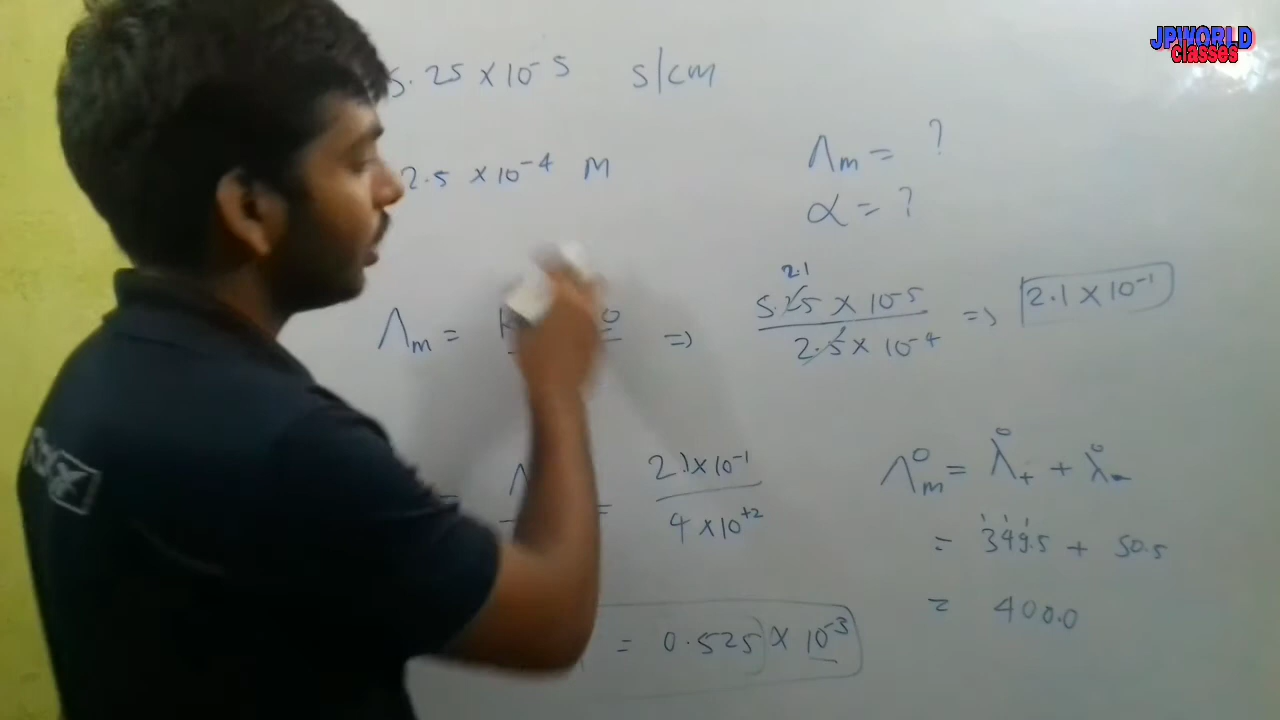 JPWORLD
classes
5.25 × 10⁻⁵ S/cm
2.5 × 10⁻⁴ M
Λm = ?
α = ?
Λm = ⇒ 5.25 × 10⁻⁵ / 2.5 × 10⁻⁴ ⇒ 2.1 × 10⁻¹
2.1
= 2.1 × 10⁻¹ / 4 × 10⁺²
Λ°m = λ°₊ + λ°₋
= 349.5 + 50.5
= 400.0
= 0.525 × 10⁻³